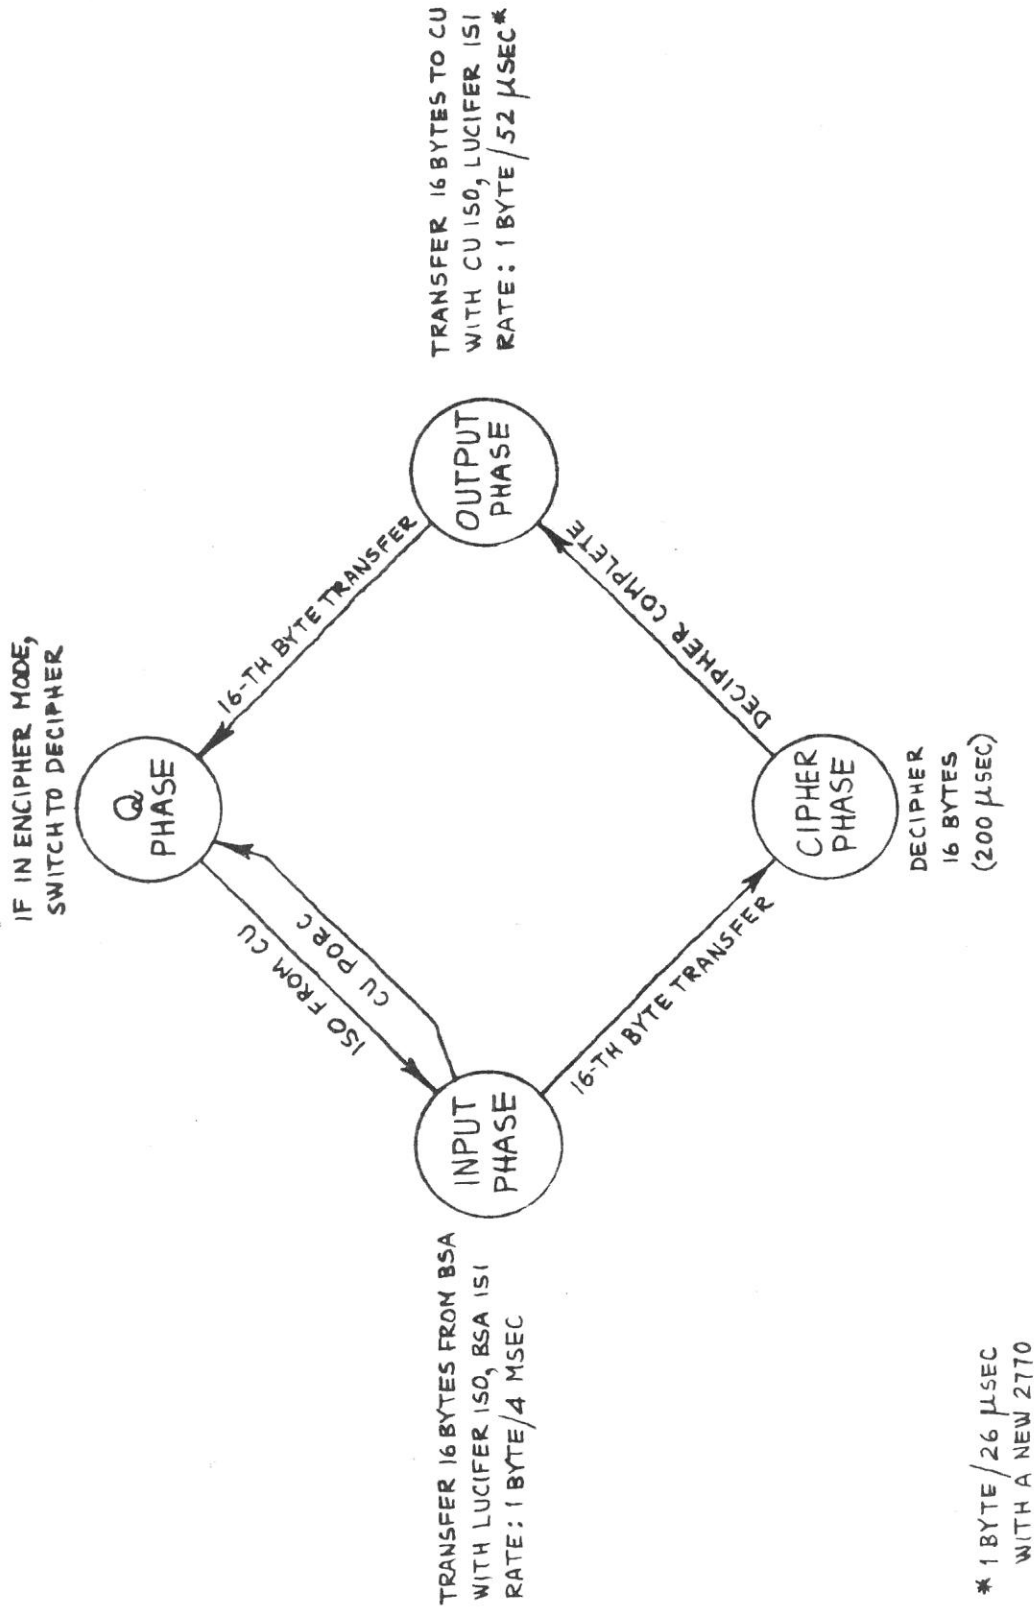 IF IN ENCIPHER MODE,
SWITCH TO DECIPHER
Q
PHASE
ISO FROM CU
CU POR C
16-TH BYTE TRANSFER
TRANSFER 16 BYTES FROM BSA
WITH LUCIFER ISO, BSA ISI
RATE: 1 BYTE/4 MSEC
INPUT
PHASE
OUTPUT
PHASE
TRANSFER 16 BYTES TO CU
WITH CU ISO, LUCIFER ISI
RATE: 1 BYTE/52 μSEC*
16-TH BYTE TRANSFER
DECIPHER COMPLETE
CIPHER
PHASE
DECIPHER
16 BYTES
(200 μSEC)
* 1 BYTE/26 μSEC
WITH A NEW 2770